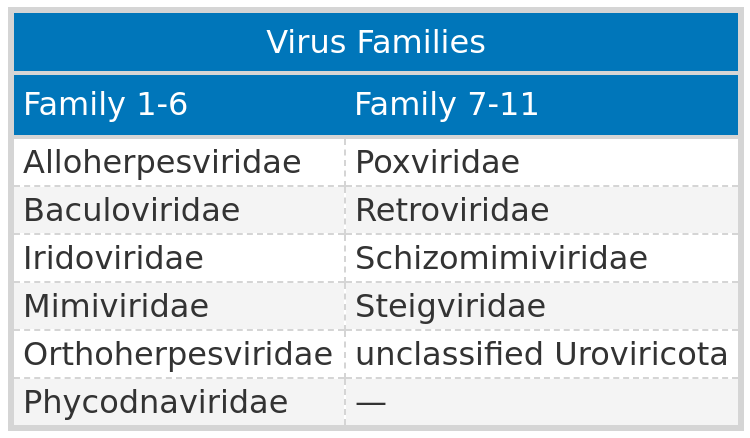 Virus Families
Family 1-6 Family 7-11
Alloherpesviridae Poxviridae
Baculoviridae Retroviridae
Iridoviridae Schizomimiviridae
Mimiviridae Steigviridae
Orthoherpesviridae unclassified Uroviricota
Phycodnaviridae —